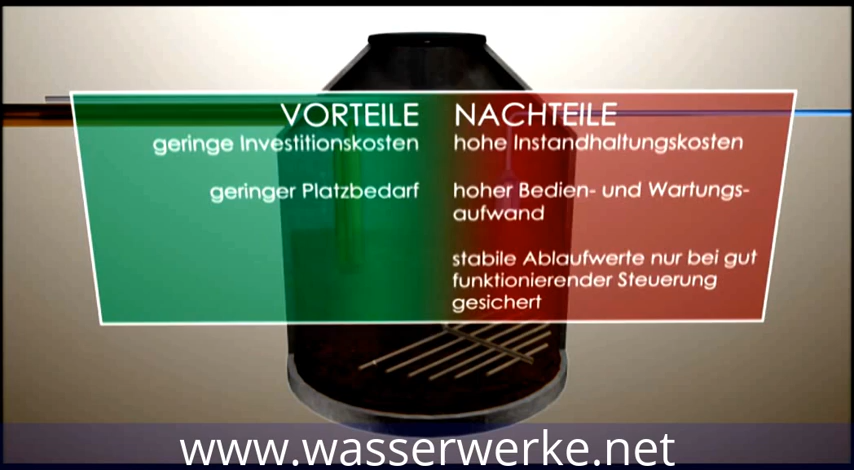 VORTEILE
geringe Investitionskosten
geringer Platzbedarf
NACHTEILE
hohe Instandhaltungskosten
hoher Bedien- und Wartungs-
aufwand
stabile Ablaufwerte nur bei gut
funktionierender Steuerung
gesichert
www.wasserwerke.net